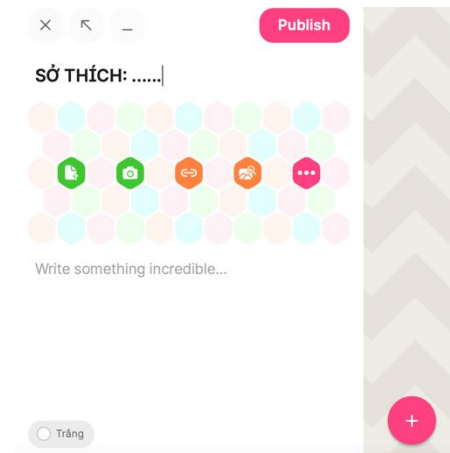 Publish
SỞ THÍCH: ......
Write something incredible...
Trắng